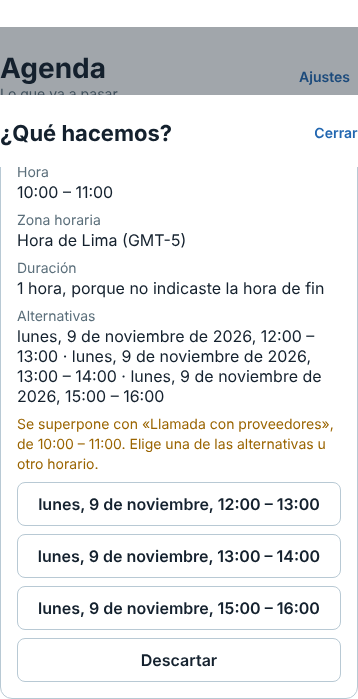 Agenda
Ajustes
Lo que va a pasar
¿Qué hacemos?
Cerrar
Hora
10:00 – 11:00
Zona horaria
Hora de Lima (GMT-5)
Duración
1 hora, porque no indicaste la hora de fin
Alternativas
lunes, 9 de noviembre de 2026, 12:00 –
13:00 · lunes, 9 de noviembre de 2026,
13:00 – 14:00 · lunes, 9 de noviembre de
2026, 15:00 – 16:00
Se superpone con «Llamada con proveedores»,
de 10:00 – 11:00. Elige una de las alternativas u
otro horario.
lunes, 9 de noviembre, 12:00 – 13:00
lunes, 9 de noviembre, 13:00 – 14:00
lunes, 9 de noviembre, 15:00 – 16:00
Descartar